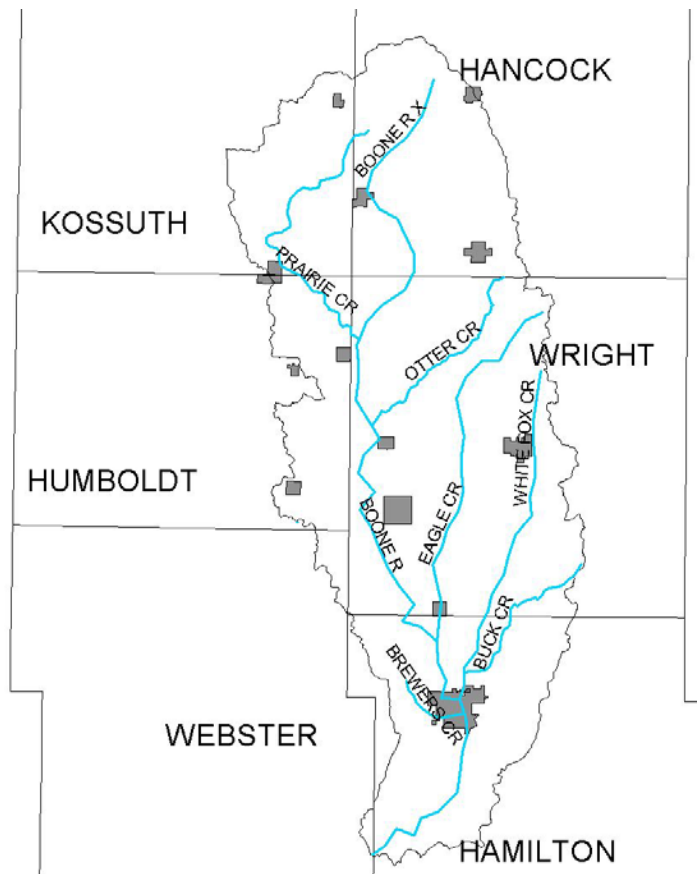 HANCOCK
BOONE R X
KOSSUTH
PRAIRIE CR
OTTER CR
WRIGHT
WHITE FOX CR
HUMBOLDT
EAGLE CR
BOONE R
BUCK CR
BREWERS CR
WEBSTER
HAMILTON